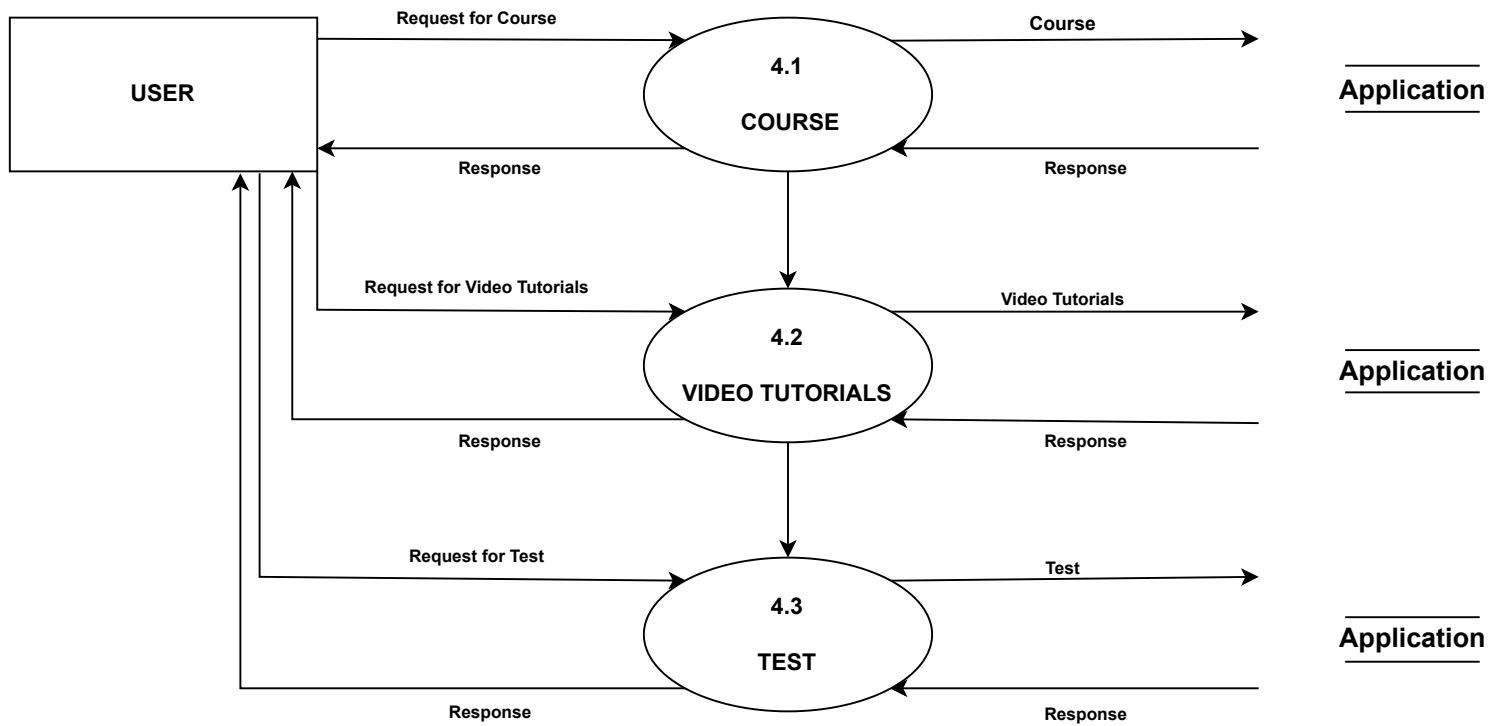 Request for Course
Course
USER
4.1
COURSE
Application
Response
Response
Request for Video Tutorials
Video Tutorials
4.2
VIDEO TUTORIALS
Application
Response
Response
Request for Test
Test
4.3
TEST
Application
Response
Response